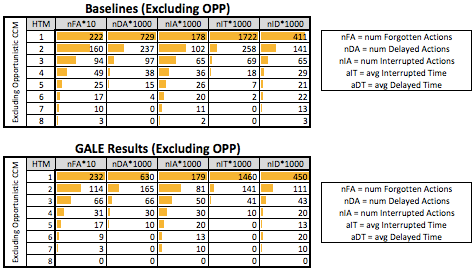 Baselines (Excluding OPP)
HTM nFA*10 nDA*1000 nIA*1000 nIT*1000 nID*1000
1 222 729 178 1722 411
2 160 237 102 258 141
3 94 97 65 69 65
4 49 38 36 18 29
5 25 15 26 7 21
6 17 4 20 2 22
7 10 0 11 0 13
8 3 0 2 0 3
Excluding Opportunistic CCM
nFA = num Forgotten Actions
nDA = num Delayed Actions
nIA = num Interrupted Actions
aIT = avg Interrupted Time
aDT = avg Delayed Time
GALE Results (Excluding OPP)
HTM nFA*10 nDA*1000 nIA*1000 nIT*1000 nID*1000
1 232 630 179 1460 450
2 114 165 81 141 111
3 66 66 50 41 43
4 31 30 30 10 20
5 17 10 20 0 13
6 9 0 13 0 20
7 3 0 10 0 10
8 0 0 0 0 0
Excluding Opportunistic CCM
nFA = num Forgotten Actions
nDA = num Delayed Actions
nIA = num Interrupted Actions
aIT = avg Interrupted Time
aDT = avg Delayed Time